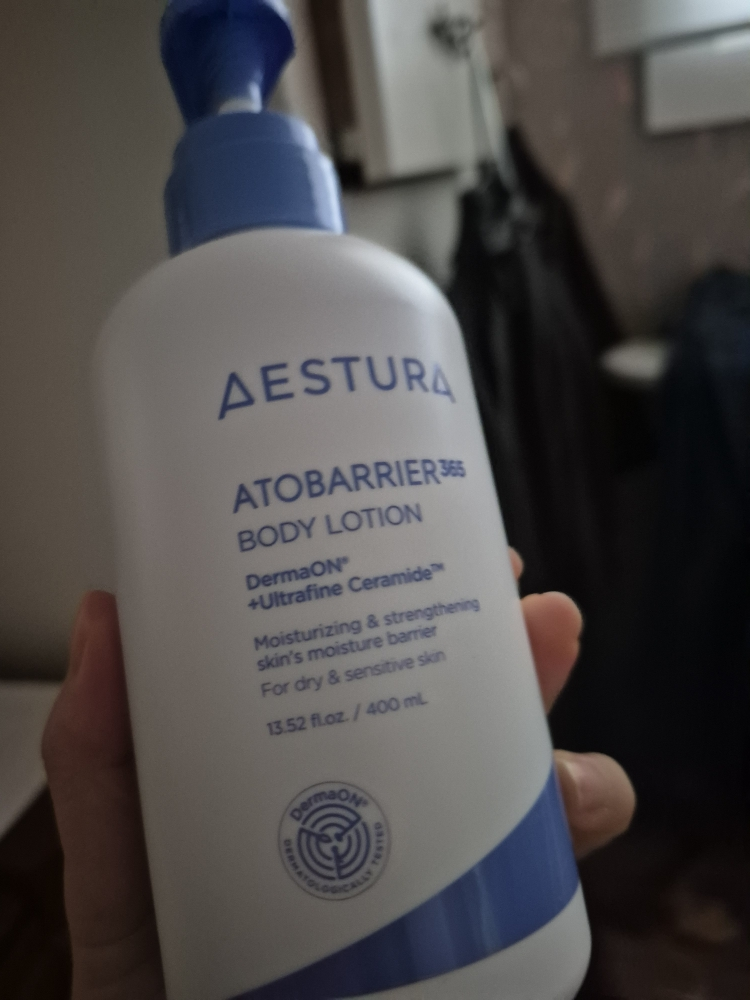 AESTURA
ATOBARRIER³⁶⁵
BODY LOTION
DermaON®
+Ultrafine Ceramide™
Moisturizing & strengthening
skin's moisture barrier
For dry & sensitive skin
13.52 fl.oz. / 400 mL
DermaON®
DERMATOLOGICALLY TESTED